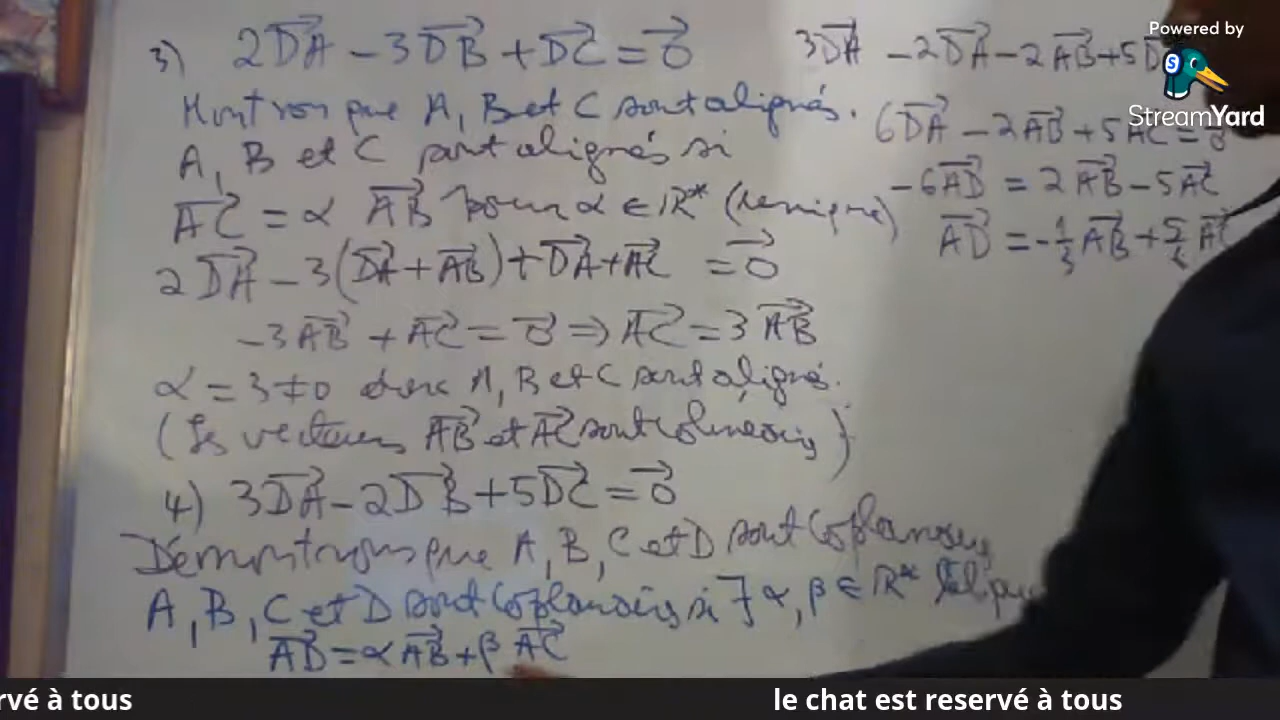 3) 2DA⃗ - 3DB⃗ + DC⃗ = 0⃗
Montron que A, B et C sont alignés.
A, B et C sont alignés si
AC⃗ = α AB⃗ pour α ∈ ℝ* (unique)
2DA⃗ - 3(DA⃗ + AB⃗) + DA⃗ + AC⃗ = 0⃗
-3AB⃗ + AC⃗ = 0⃗ ⇒ AC⃗ = 3AB⃗
α = 3 ≠ 0 donc A, B et C sont alignés.
(les vecteurs AB⃗ et AC⃗ sont colinéaires)
4) 3DA⃗ - 2DB⃗ + 5DC⃗ = 0⃗
Démontrons que A, B, C et D sont coplanaires
A, B, C et D sont coplanaires si ∃ α, β ∈ ℝ* tel que
AD⃗ = α AB⃗ + β AC⃗
3DA⃗ - 2DA⃗ - 2AB⃗ + 5D
6DA⃗ - 2AB⃗ + 5AC⃗ = 0⃗
-6AD⃗ = 2AB⃗ - 5AC⃗
AD⃗ = -1/3 AB⃗ + 5/6 AC⃗
Powered by
StreamYard
rvé à tous
le chat est reservé à tous